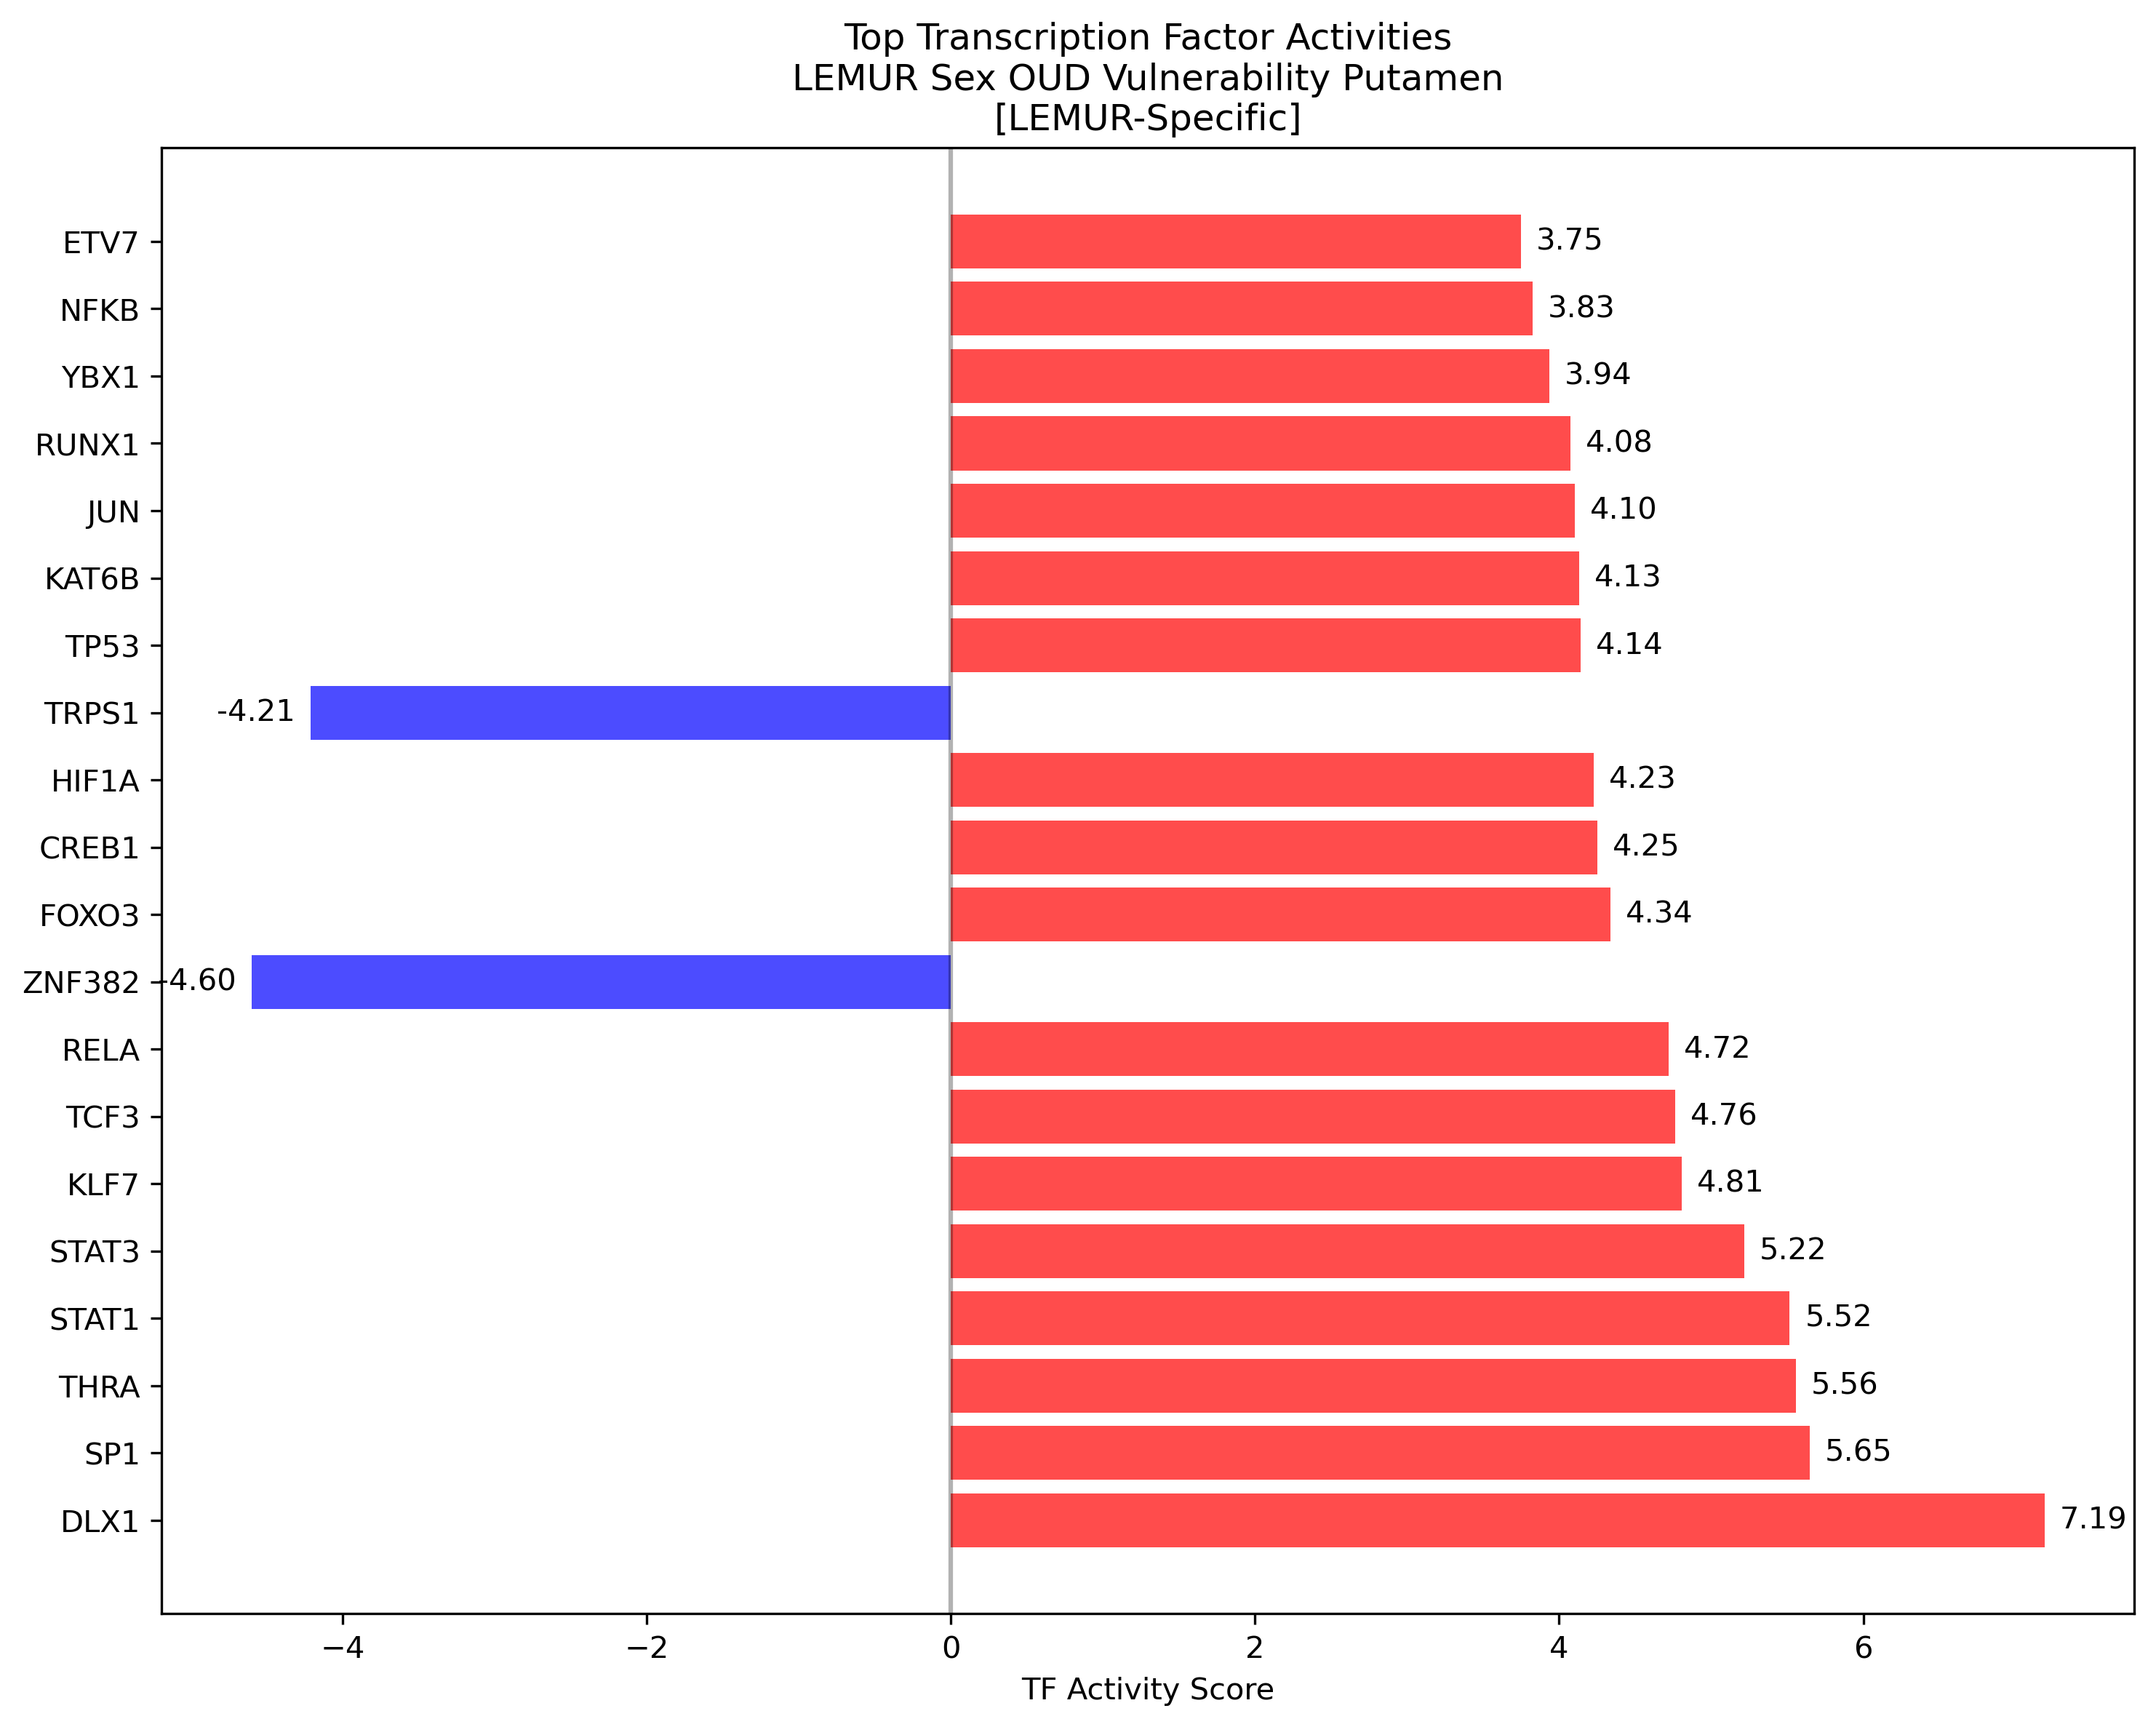 Top Transcription Factor Activities
LEMUR Sex OUD Vulnerability Putamen
[LEMUR-Specific]
ETV7 3.75
NFKB 3.83
YBX1 3.94
RUNX1 4.08
JUN 4.10
KAT6B 4.13
TP53 4.14
TRPS1 -4.21
HIF1A 4.23
CREB1 4.25
FOXO3 4.34
ZNF382 -4.60
RELA 4.72
TCF3 4.76
KLF7 4.81
STAT3 5.22
STAT1 5.52
THRA 5.56
SP1 5.65
DLX1 7.19
−4 −2 0 2 4 6
TF Activity Score